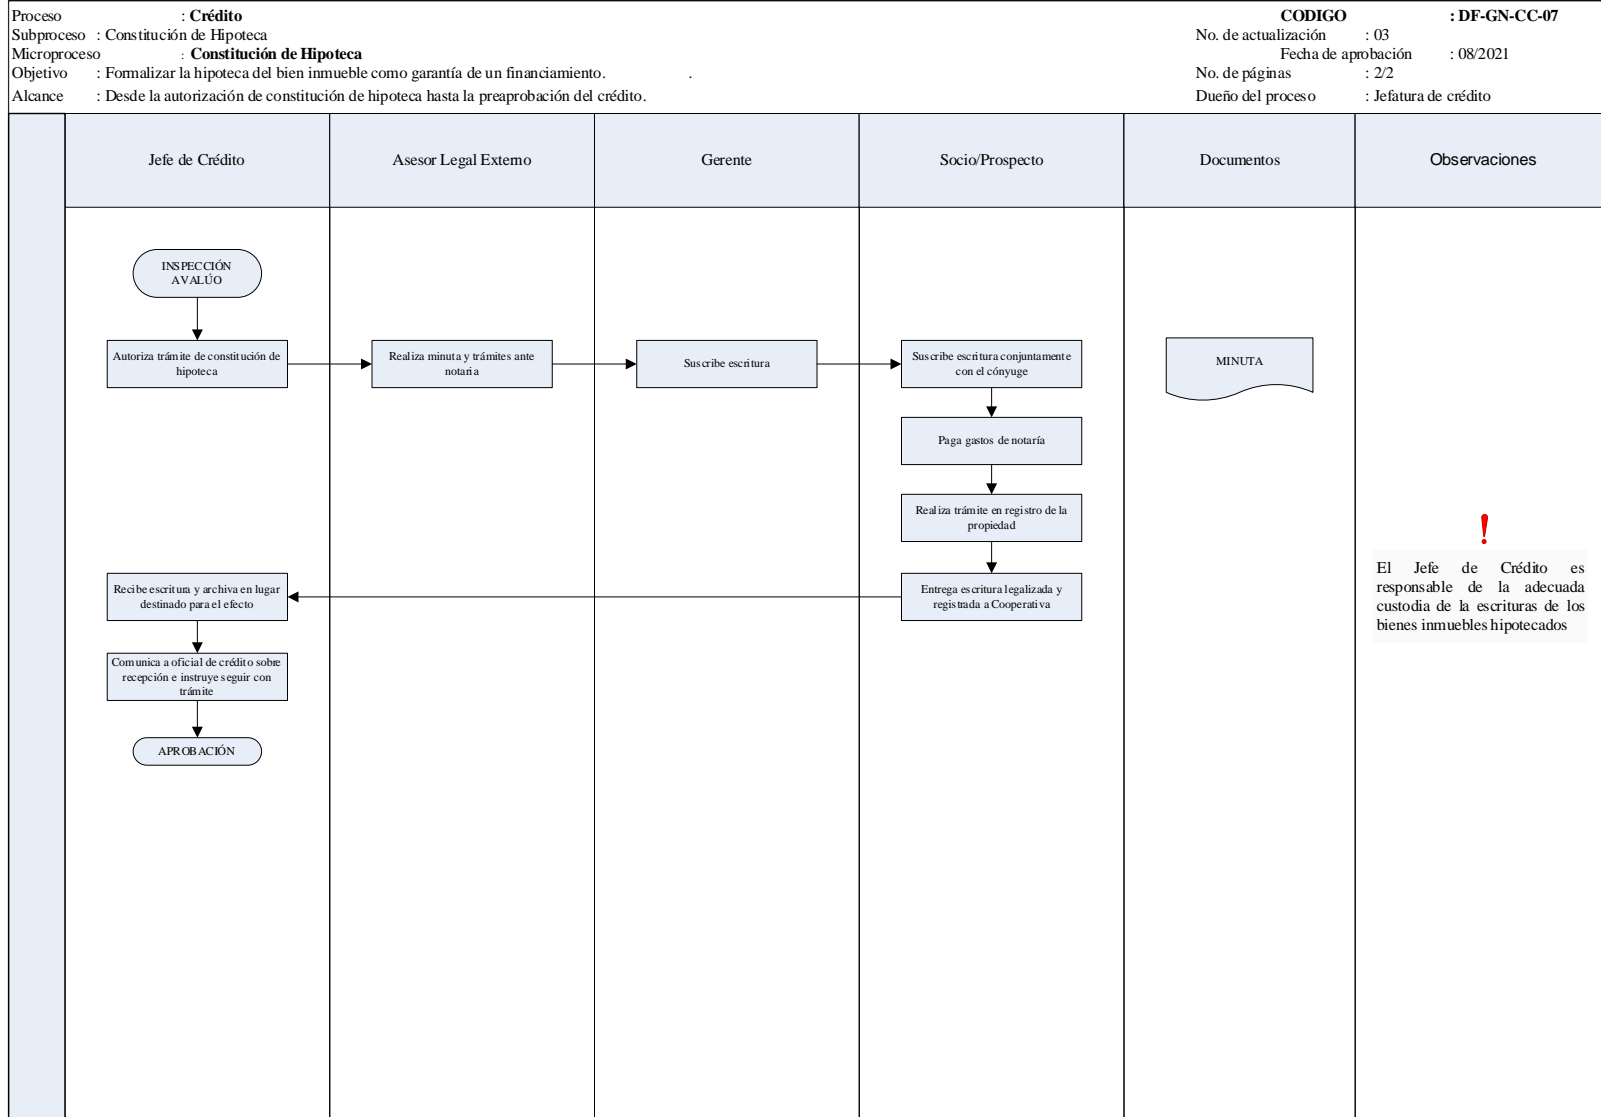 Proceso : Crédito
Subproceso : Constitución de Hipoteca
Microproceso : Constitución de Hipoteca
Objetivo : Formalizar la hipoteca del bien inmueble como garantía de un financiamiento. .
Alcance : Desde la autorización de constitución de hipoteca hasta la preaprobación del crédito.
CODIGO : DF-GN-CC-07
No. de actualización : 03
Fecha de aprobación : 08/2021
No. de páginas : 2/2
Dueño del proceso : Jefatura de crédito
Jefe de Crédito
Asesor Legal Externo
Gerente
Socio/Prospecto
Documentos
Observaciones
INSPECCIÓN
AVALÚO
Autoriza trámite de constitución de
hipoteca
Realiza minuta y trámites ante
notaria
Suscribe escritura
Suscribe escritura conjuntamente
con el cónyuge
MINUTA
Paga gastos de notaría
Realiza trámite en registro de la
propiedad
Entrega escritura legalizada y
registrada a Cooperativa
Recibe escritura y archiva en lugar
destinado para el efecto
Comunica a oficial de crédito sobre
recepción e instruye seguir con
trámite
APROBACIÓN
!
El Jefe de Crédito es
responsable de la adecuada
custodia de la escrituras de los
bienes inmuebles hipotecados